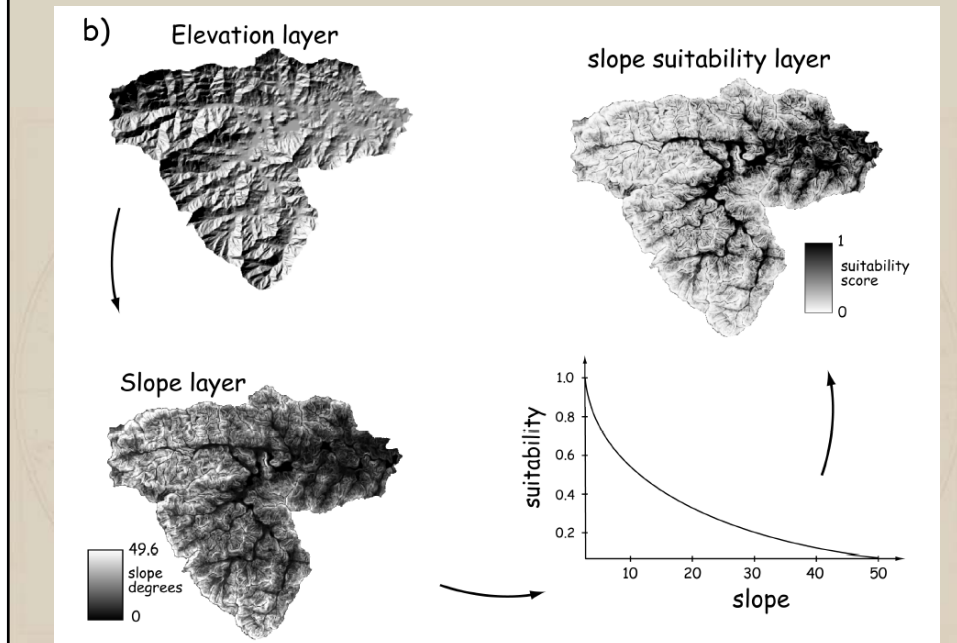 b)
Elevation layer
slope suitability layer
1
suitability
score
0
Slope layer
49.6
slope
degrees
0
1.0
0.8
0.6
0.4
0.2
suitability
10 20 30 40 50
slope